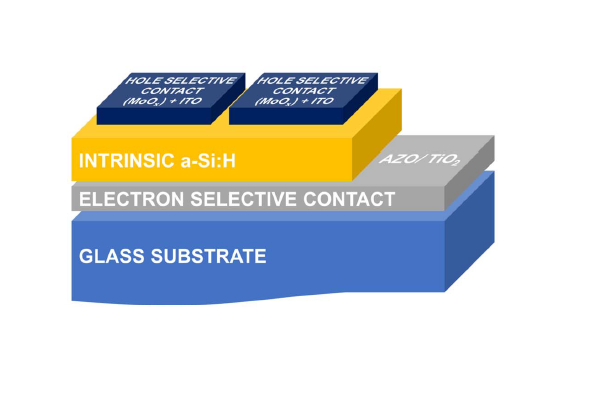 HOLE SELECTIVE
CONTACT
(MoOₓ) + ITO
HOLE SELECTIVE
CONTACT
(MoOₓ) + ITO
INTRINSIC a-Si:H
AZO/ TiO₂
ELECTRON SELECTIVE CONTACT
GLASS SUBSTRATE